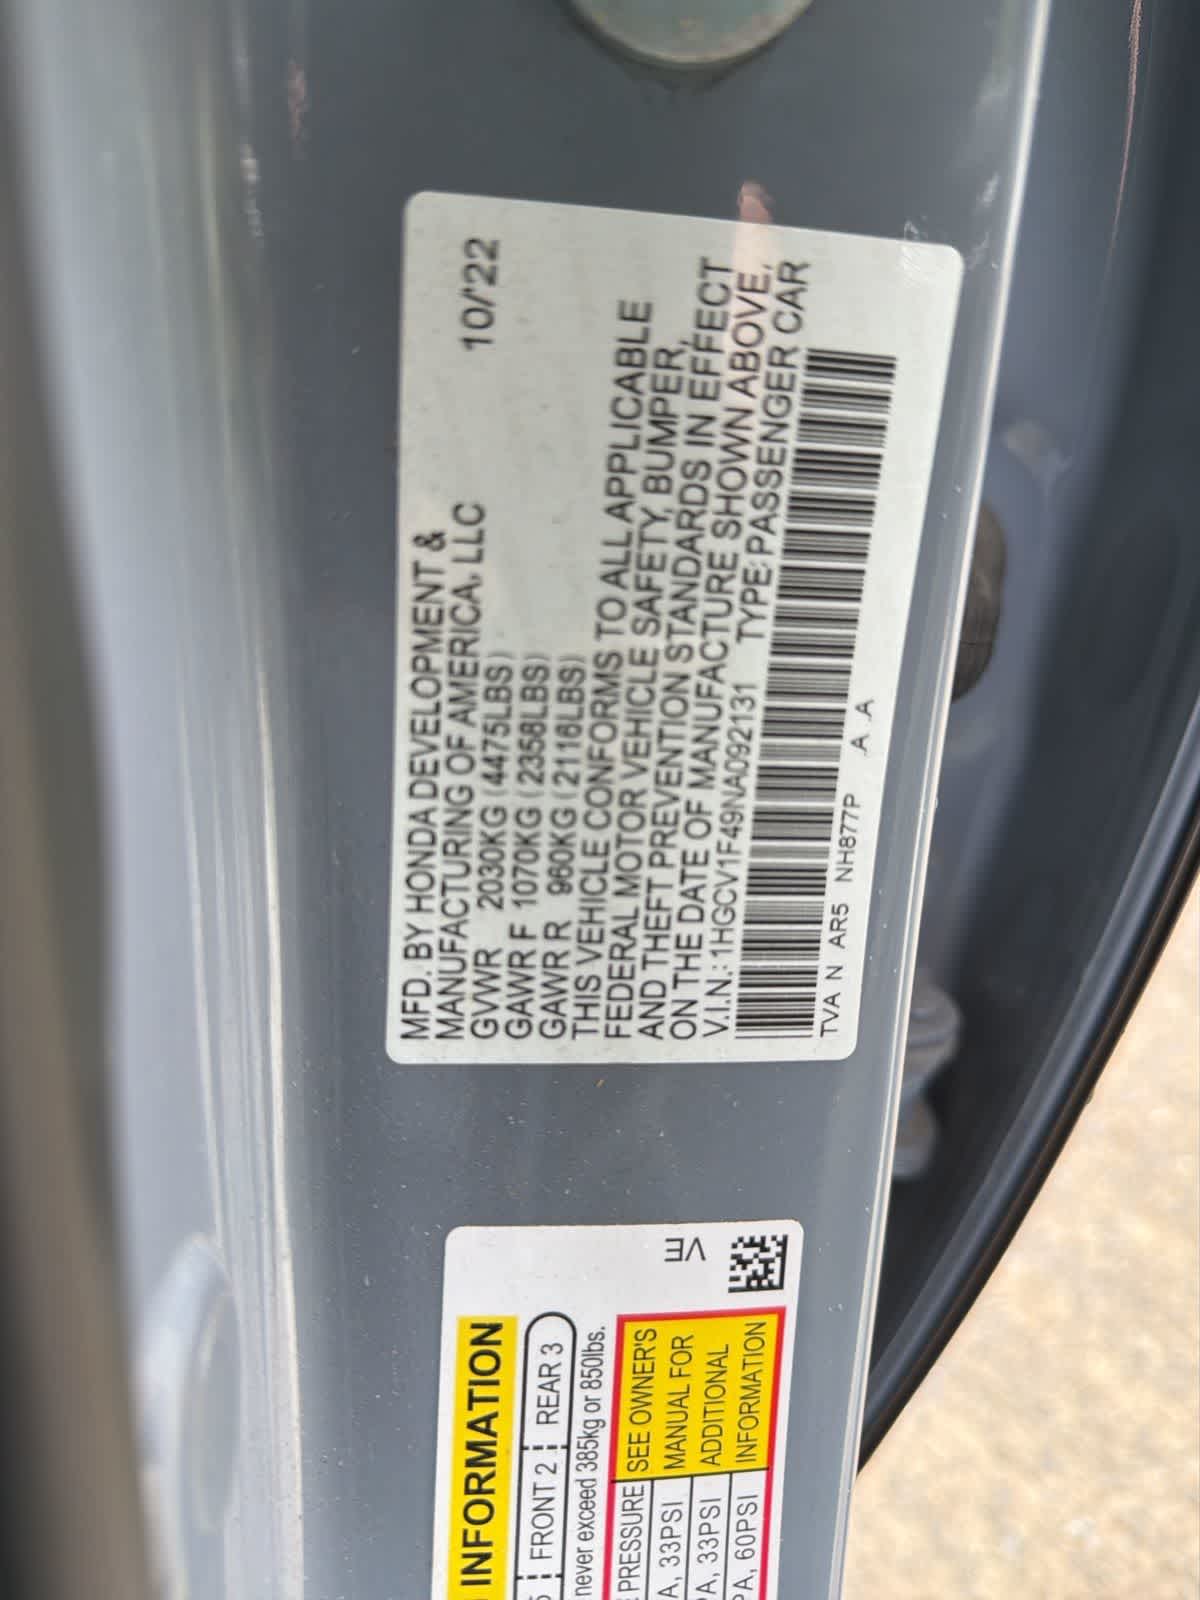 MFD. BY HONDA DEVELOPMENT &
MANUFACTURING OF AMERICA, LLC 10/'22
GVWR 2030KG (4475LBS)
GAWR F 1070KG (2358LBS)
GAWR R 960KG (2116LBS)
THIS VEHICLE CONFORMS TO ALL APPLICABLE
FEDERAL MOTOR VEHICLE SAFETY, BUMPER,
AND THEFT PREVENTION STANDARDS IN EFFECT
ON THE DATE OF MANUFACTURE SHOWN ABOVE.
V.I.N.: 1HGCV1F49NA092131 TYPE: PASSENGER CAR
TVA N AR5 NH877P A .A
INFORMATION
FRONT 2 REAR 3
never exceed 385kg or 850lbs.
PRESSURE SEE OWNER'S
A, 33PSI MANUAL FOR
PA, 33PSI ADDITIONAL
PA, 60PSI INFORMATION
VE